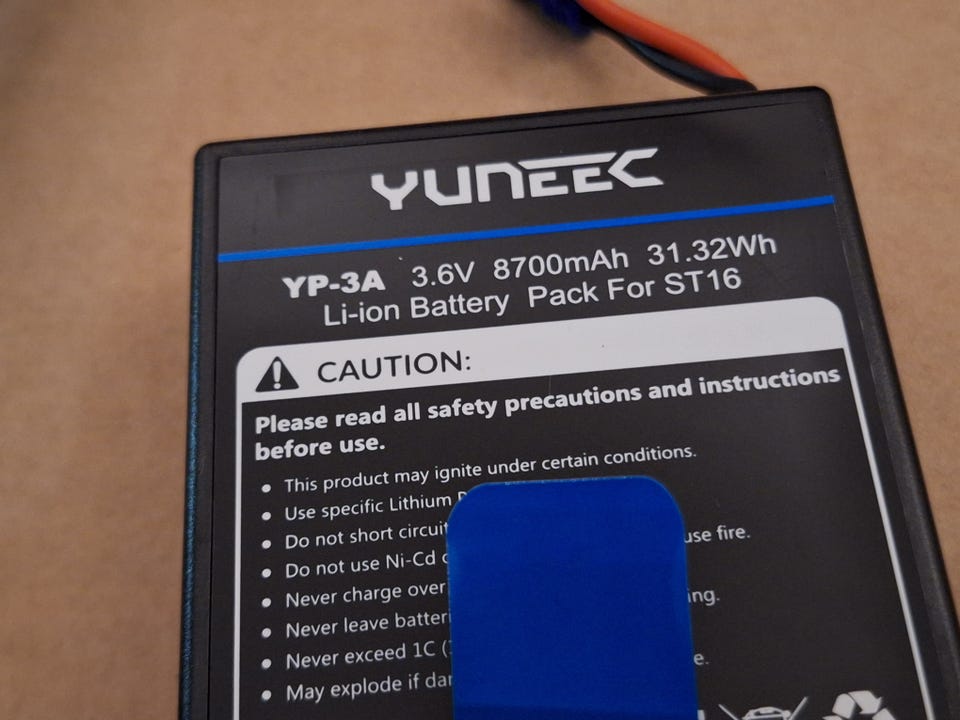 YUNEEC
YP-3A 3.6V 8700mAh 31.32Wh
Li-ion Battery Pack For ST16
CAUTION:
Please read all safety precautions and instructions
before use.
• This product may ignite under certain conditions.
• Use specific Lithium
• Do not short circuit use fire.
• Do not use Ni-Cd
• Never charge over
• Never leave ing.
• Never exceed 1C ( e.
• May explode if